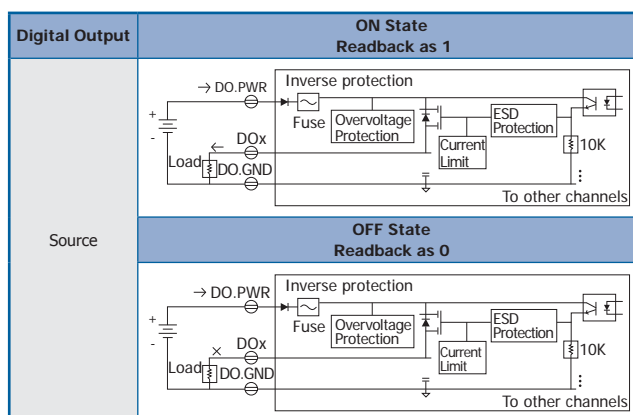 Digital Output
ON State
Readback as 1
Source
→ DO.PWR
Inverse protection
+
-
Fuse
Overvoltage
Protection
ESD
Protection
← DOx
Current
Limit
10K
Load
DO.GND
To other channels
OFF State
Readback as 0
→ DO.PWR
Inverse protection
+
-
Fuse
Overvoltage
Protection
ESD
Protection
× DOx
Current
Limit
10K
Load
DO.GND
To other channels